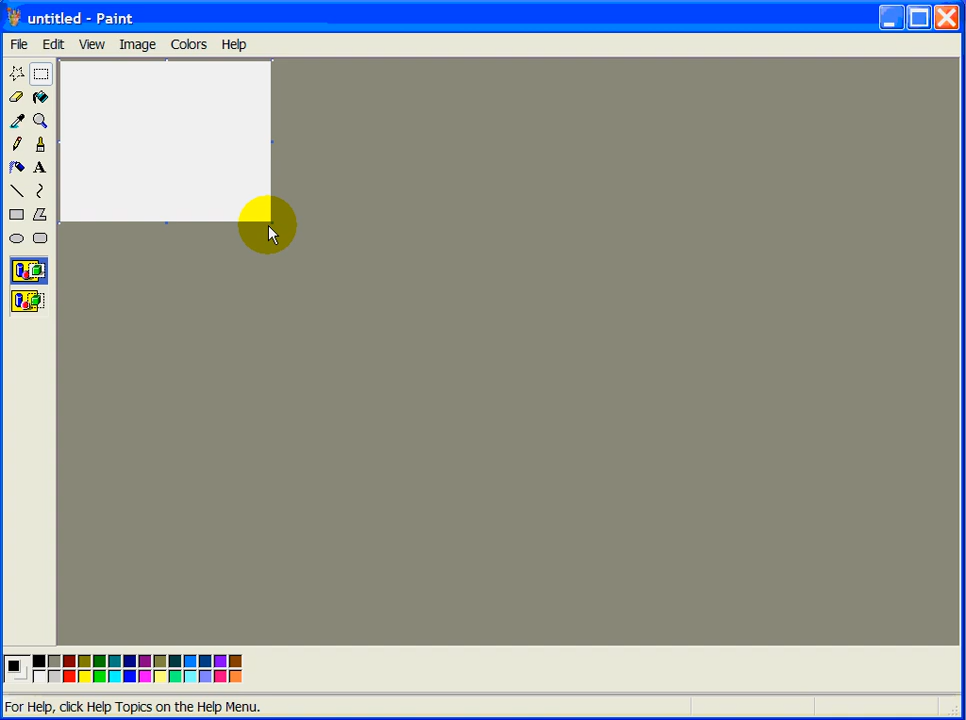 untitled - Paint
File Edit View Image Colors Help
A
For Help, click Help Topics on the Help Menu.